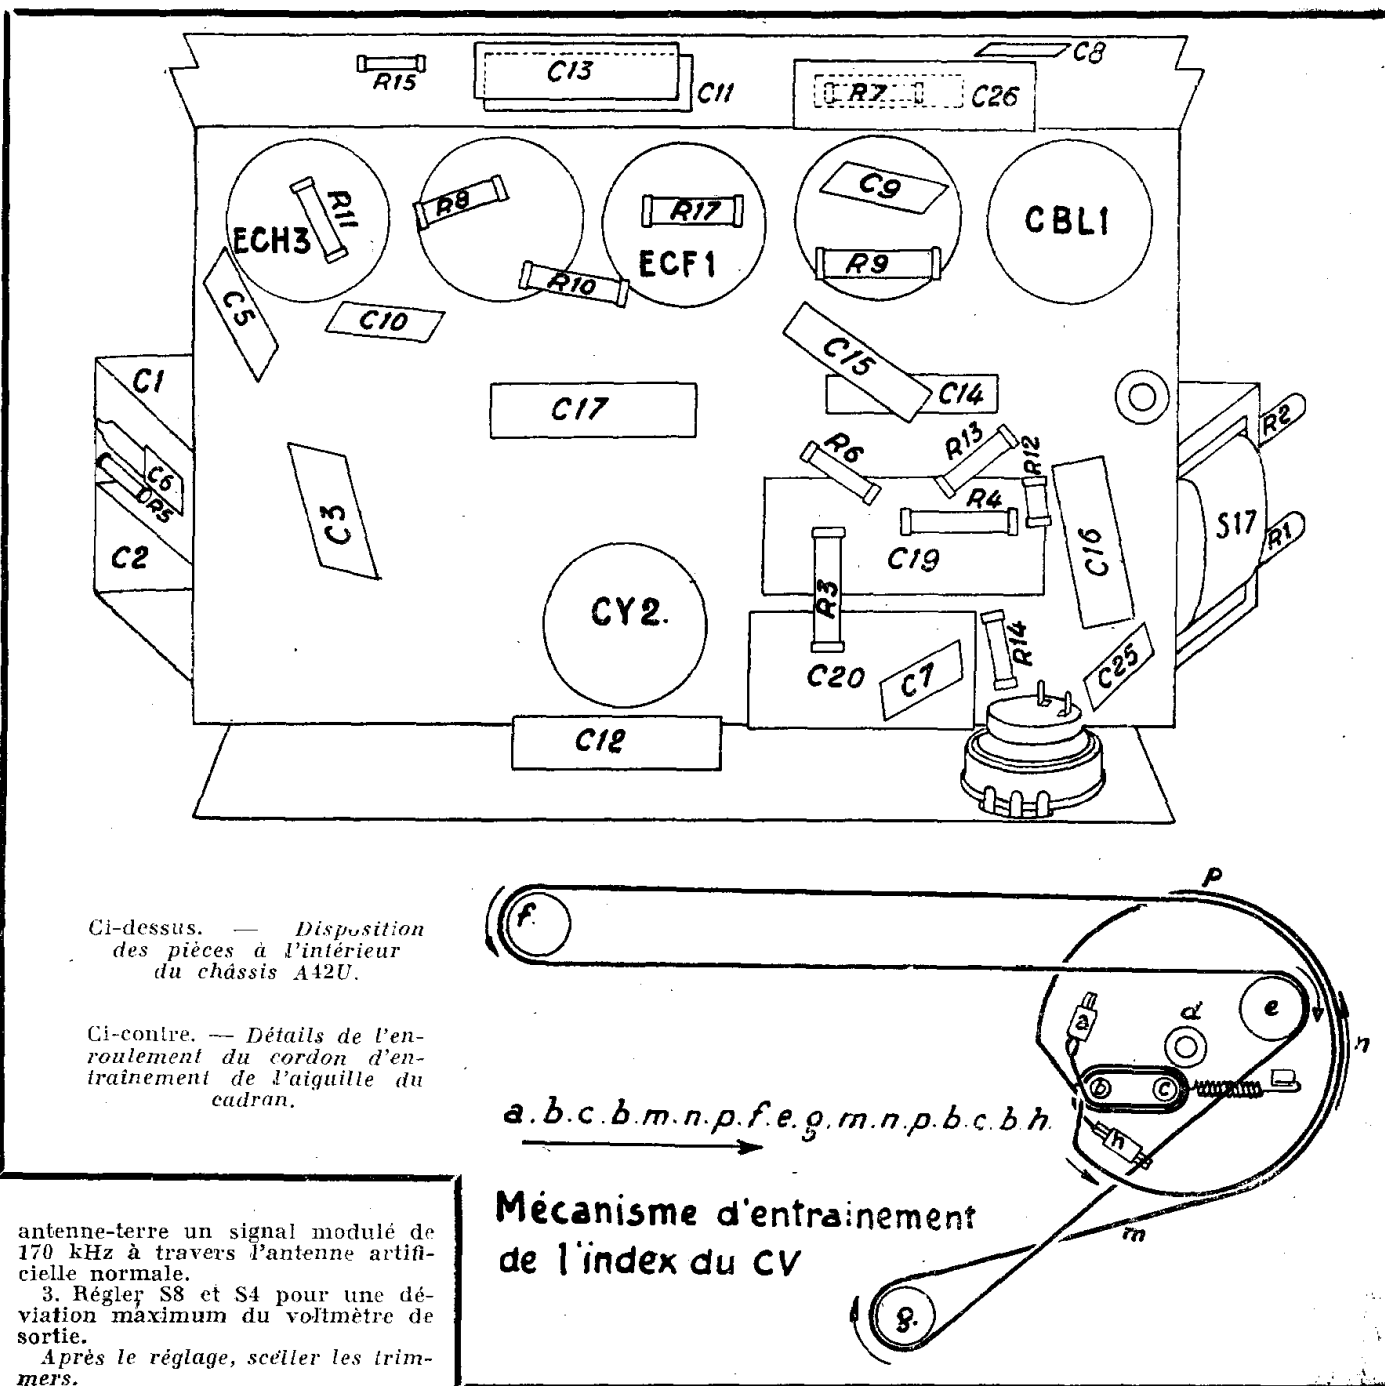 R15
C13
C11
C8
R7
C26
R11
ECH3
R8
R10
R17
ECF1
C9
R9
CBL1
C5
C10
C1
C6
R5
C2
C17
C15
C14
R6
R13
R12
R4
C3
C19
C16
R2
S17
R1
CY2.
R3
C20
C7
R14
C25
C12
Ci-dessus. — Disposition
des pièces à l'intérieur
du châssis A42U.
Ci-contre. — Détails de l'en-
roulement du cordon d'en-
traînement de l'aiguille du
cadran.
p
f.
e
d
a
n
b
c
h
m
g.
a.b.c.b.m.n.p.f.e.g.m.n.p.b.c.b.h.
Mécanisme d'entrainement
de l'index du CV
antenne-terre un signal modulé de
170 kHz à travers l'antenne artifi-
cielle normale.
3. Régler S8 et S4 pour une dé-
viation maximum du voltmètre de
sortie.
Après le réglage, sceller les trim-
mers.